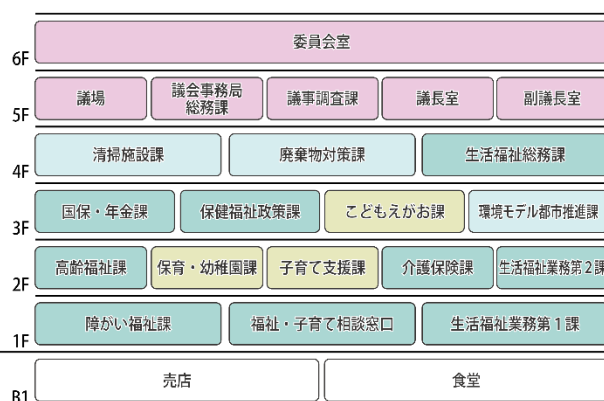 6F
委員会室
5F
議場
議会事務局
総務課
議事調査課
議長室
副議長室
4F
清掃施設課
廃棄物対策課
生活福祉総務課
3F
国保・年金課
保健福祉政策課
こどもえがお課
環境モデル都市推進課
2F
高齢福祉課
保育・幼稚園課
子育て支援課
介護保険課
生活福祉業務第2課
1F
障がい福祉課
福祉・子育て相談窓口
生活福祉業務第1課
B1
売店
食堂